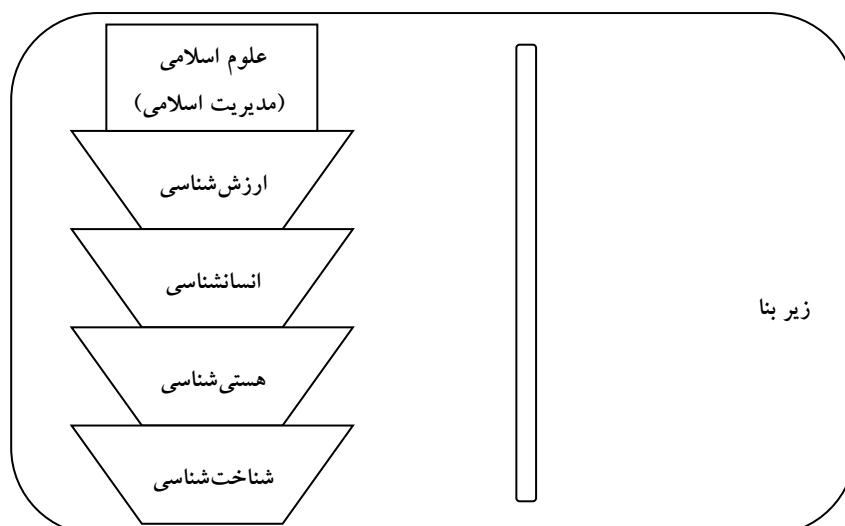 علوم اسلامی
(مدیریت اسلامی)
ارزش‌شناسی
انسانشناسی
زیر بنا
هستی‌شناسی
شناخت‌شناسی